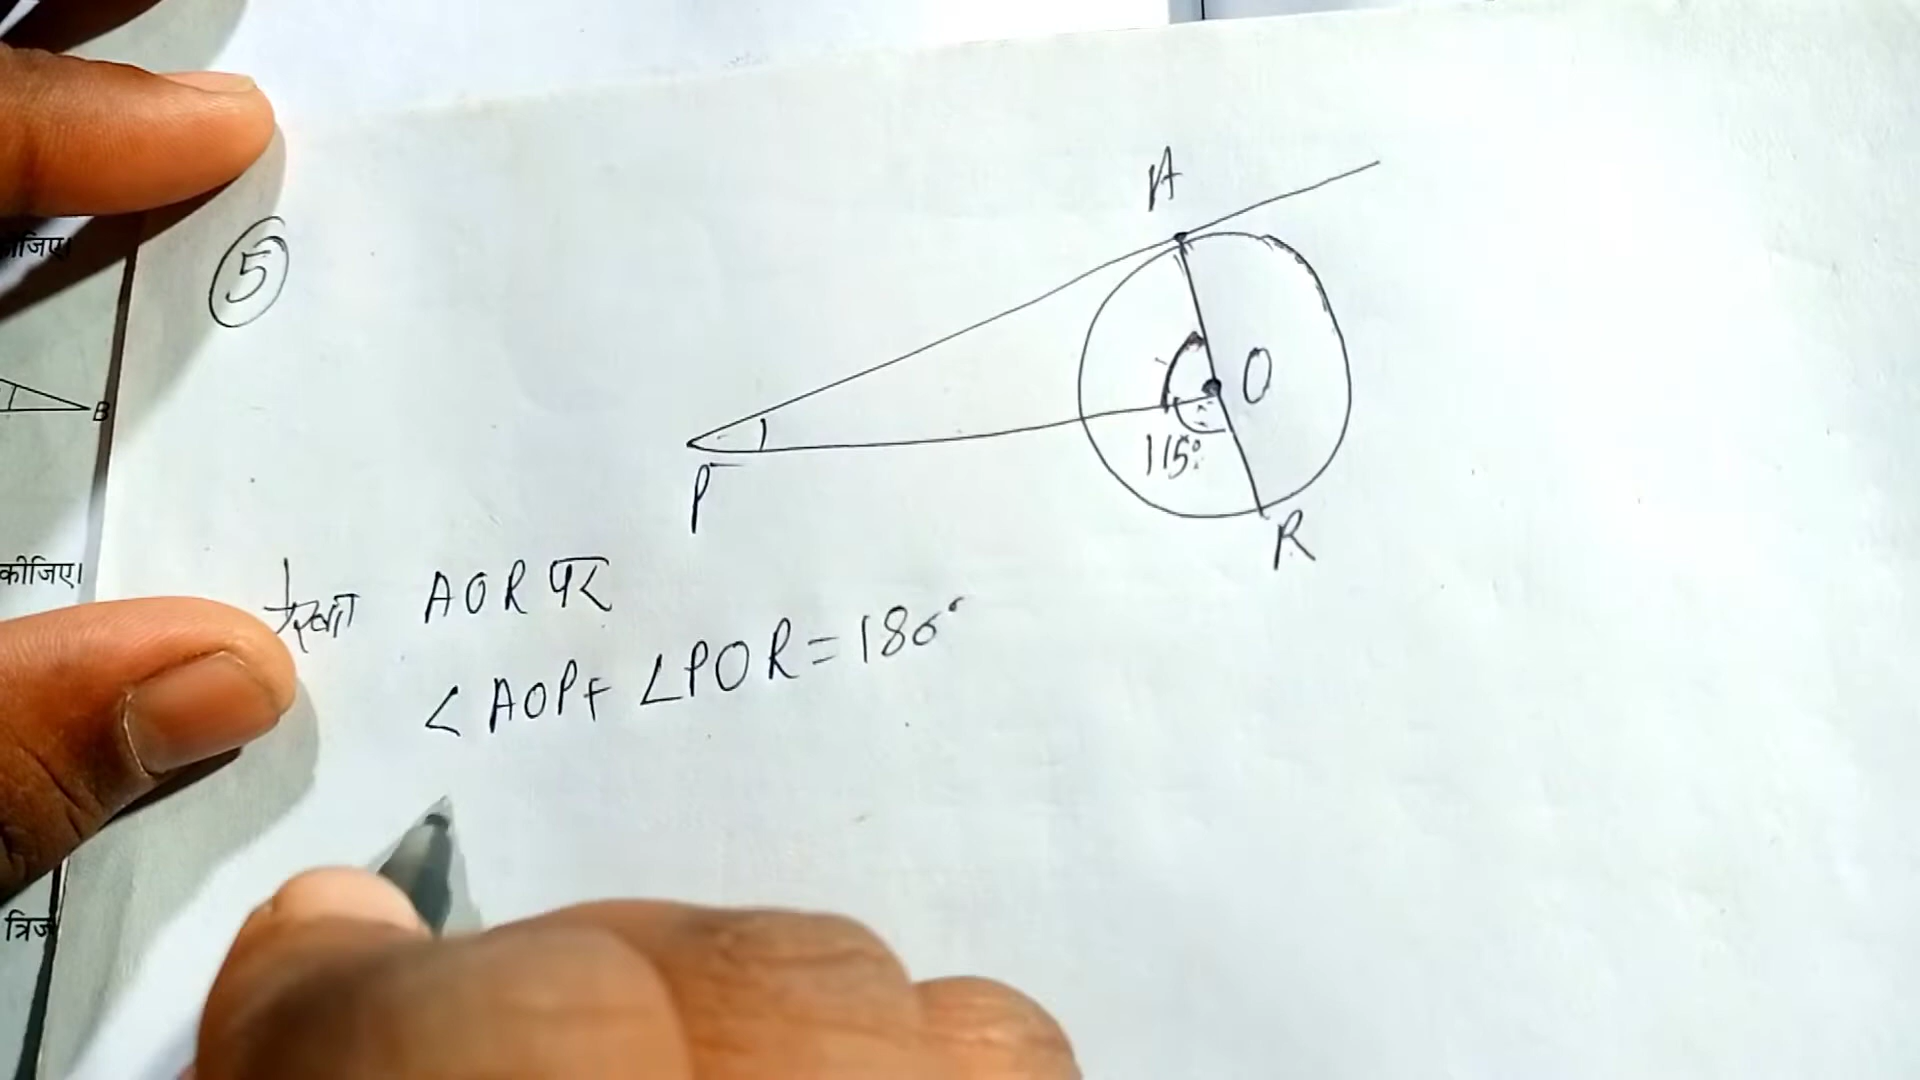 कीजिए।
5
A
O
115°
P
R
B
कीजिए।
रेखा AOR पर
<AOP+ ∠POR=180°
त्रिज